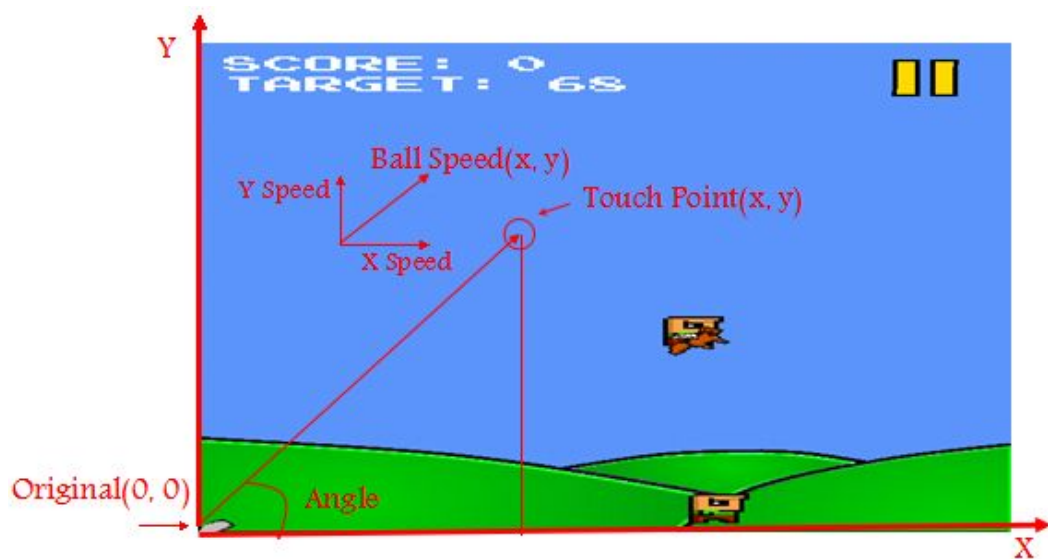 Y
SCORE: 0
TARGET: 68
Ball Speed(x, y)
Y Speed
Touch Point(x, y)
X Speed
Original(0, 0)
Angle
X